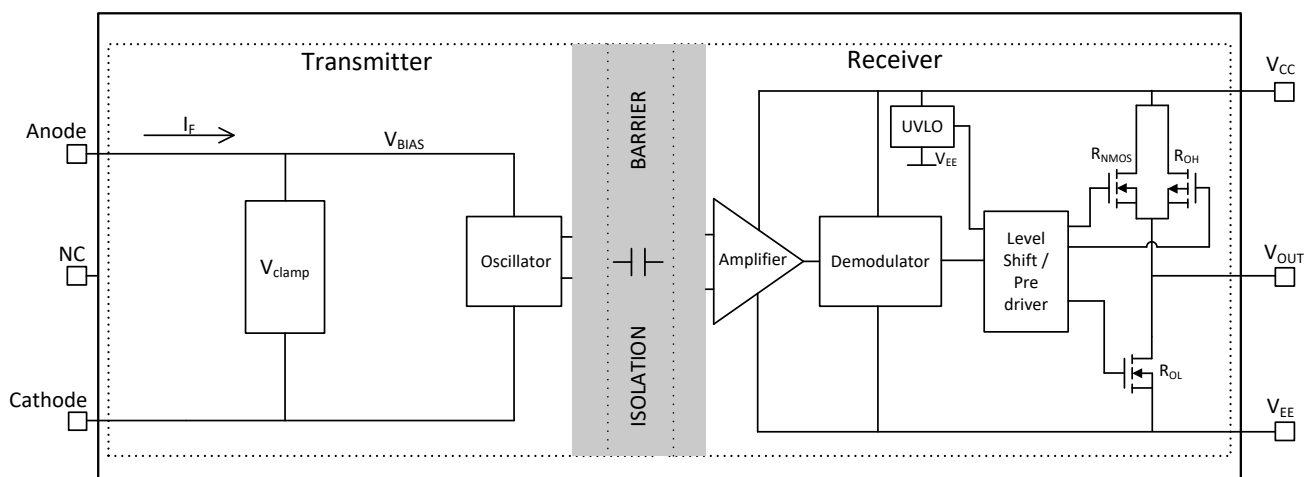 Transmitter
Receiver
Anode
I_F
V_BIAS
NC
V_clamp
Oscillator
Cathode
BARRIER
ISOLATION
Amplifier
Demodulator
UVLO
V_EE
Level
Shift /
Pre
driver
R_NMOS
R_OH
R_OL
V_CC
V_OUT
V_EE